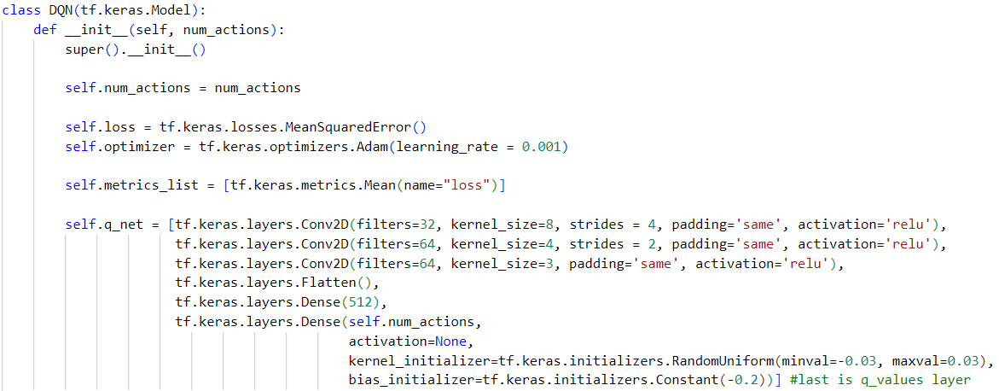 class DQN(tf.keras.Model):
    def __init__(self, num_actions):
        super().__init__()
        self.num_actions = num_actions
        self.loss = tf.keras.losses.MeanSquaredError()
        self.optimizer = tf.keras.optimizers.Adam(learning_rate = 0.001)
        self.metrics_list = [tf.keras.metrics.Mean(name="loss")]
        self.q_net = [tf.keras.layers.Conv2D(filters=32, kernel_size=8, strides = 4, padding='same', activation='relu'),
                      tf.keras.layers.Conv2D(filters=64, kernel_size=4, strides = 2, padding='same', activation='relu'),
                      tf.keras.layers.Conv2D(filters=64, kernel_size=3, padding='same', activation='relu'),
                      tf.keras.layers.Flatten(),
                      tf.keras.layers.Dense(512),
                      tf.keras.layers.Dense(self.num_actions,
                                            activation=None,
                                            kernel_initializer=tf.keras.initializers.RandomUniform(minval=-0.03, maxval=0.03),
                                            bias_initializer=tf.keras.initializers.Constant(-0.2))] #last is q_values layer